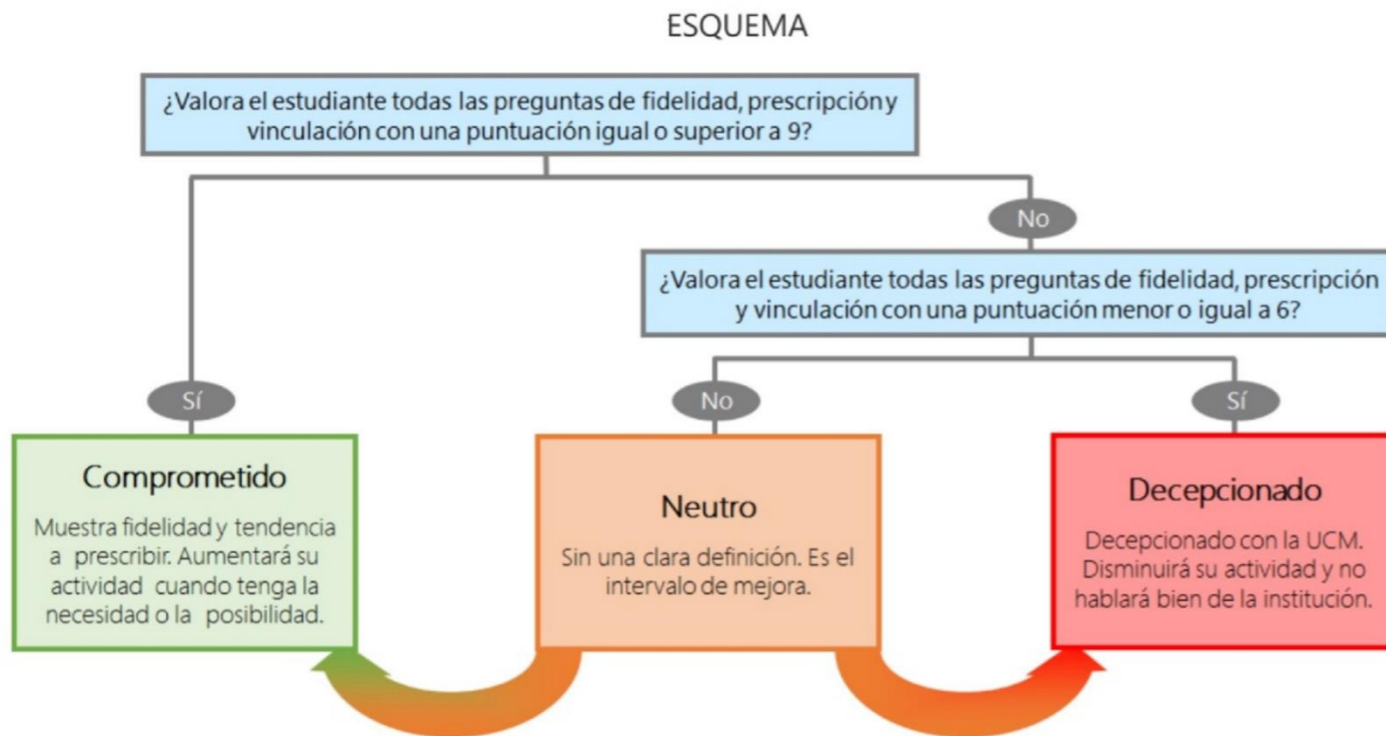 ESQUEMA
¿Valora el estudiante todas las preguntas de fidelidad, prescripción y
vinculación con una puntuación igual o superior a 9?
No
¿Valora el estudiante todas las preguntas de fidelidad, prescripción
y vinculación con una puntuación menor o igual a 6?
Sí
No
Sí
Comprometido
Muestra fidelidad y tendencia
a prescribir. Aumentará su
actividad cuando tenga la
necesidad o la posibilidad.
Neutro
Sin una clara definición. Es el
intervalo de mejora.
Decepcionado
Decepcionado con la UCM.
Disminuirá su actividad y no
hablará bien de la institución.